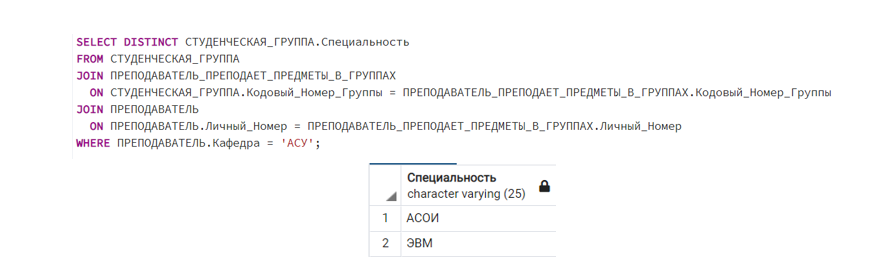 SELECT DISTINCT СТУДЕНЧЕСКАЯ_ГРУППА.Специальность
FROM СТУДЕНЧЕСКАЯ_ГРУППА
JOIN ПРЕПОДАВАТЕЛЬ_ПРЕПОДАЕТ_ПРЕДМЕТЫ_В_ГРУППАХ
ON СТУДЕНЧЕСКАЯ_ГРУППА.Кодовый_Номер_Группы = ПРЕПОДАВАТЕЛЬ_ПРЕПОДАЕТ_ПРЕДМЕТЫ_В_ГРУППАХ.Кодовый_Номер_Группы
JOIN ПРЕПОДАВАТЕЛЬ
ON ПРЕПОДАВАТЕЛЬ.Личный_Номер = ПРЕПОДАВАТЕЛЬ_ПРЕПОДАЕТ_ПРЕДМЕТЫ_В_ГРУППАХ.Личный_Номер
WHERE ПРЕПОДАВАТЕЛЬ.Кафедра = 'АСУ';
Специальность
character varying (25)
1 АСОИ
2 ЭВМ